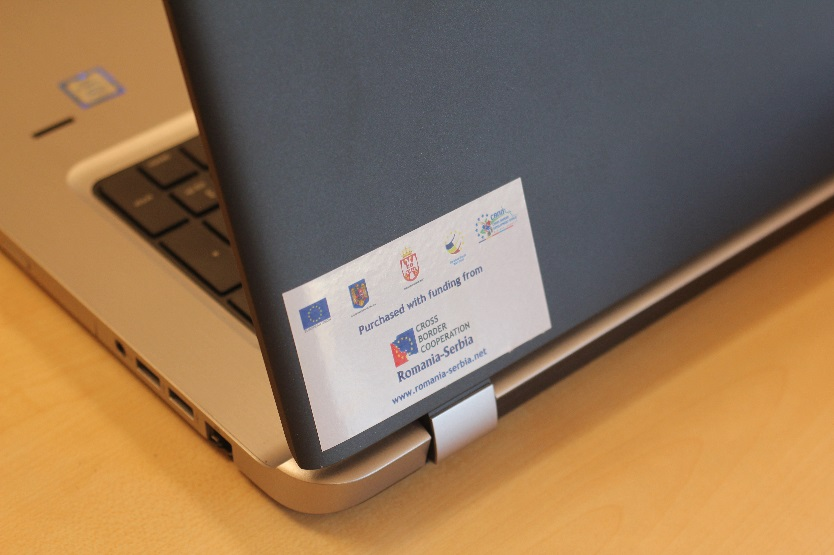 Purchased with funding from
CROSS
BORDER
COOPERATION
Romania-Serbia
www.romania-serbia.net